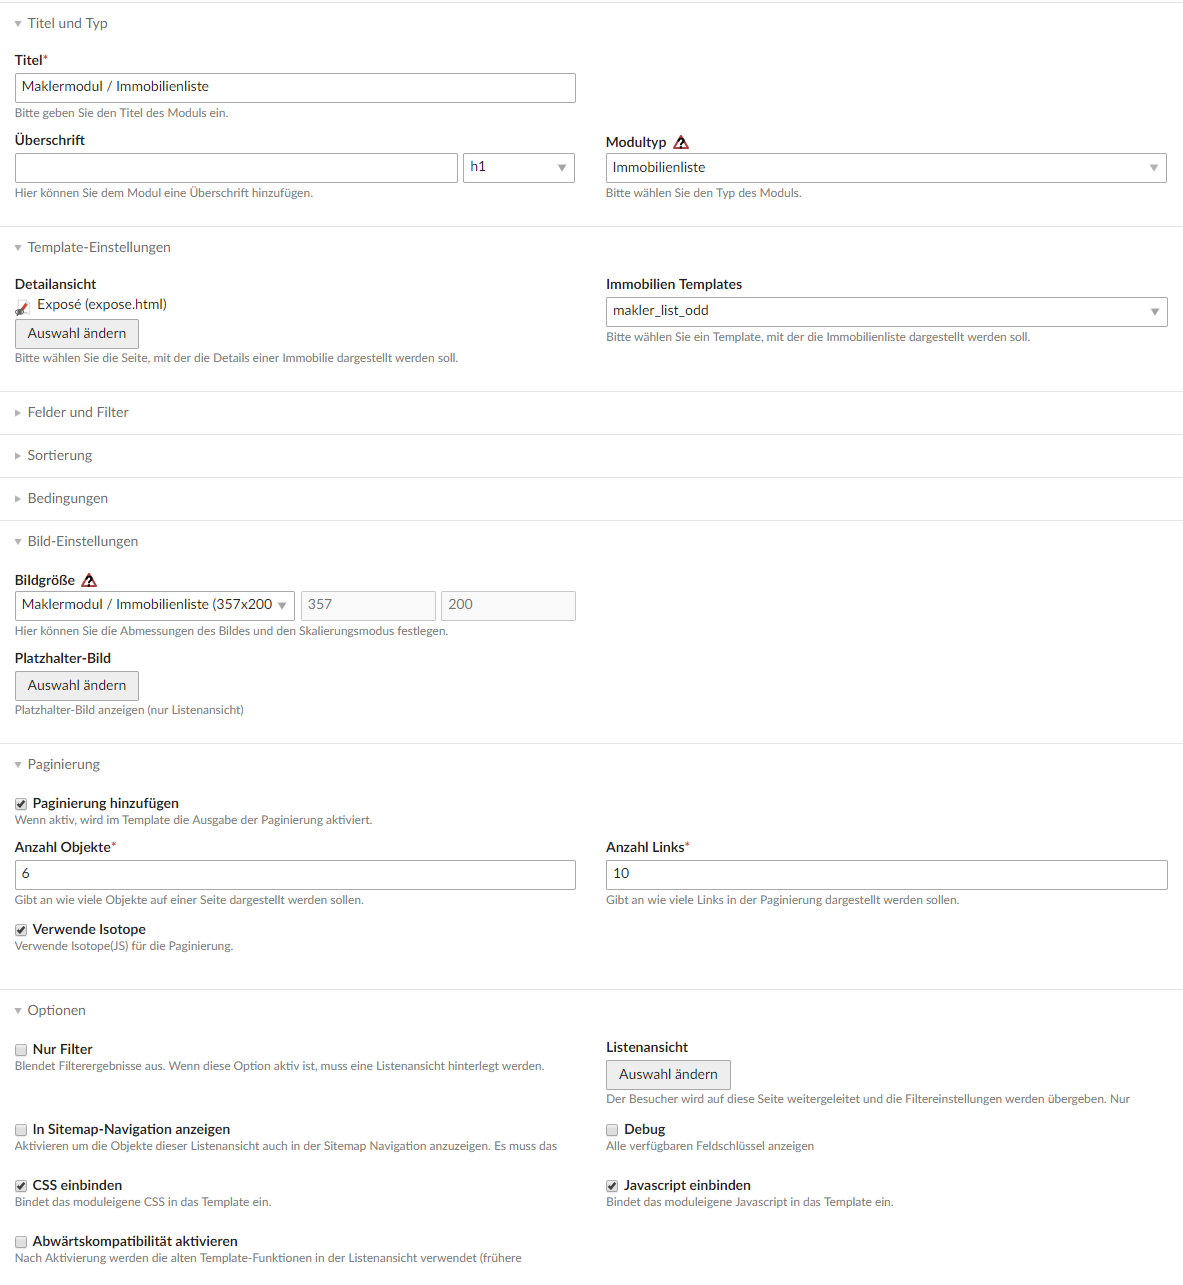 Titel und Typ
Titel*
Maklermodul / Immobilienliste
Bitte geben Sie den Titel des Moduls ein.
Überschrift
h1
Hier können Sie dem Modul eine Überschrift hinzufügen.
Modultyp
Immobilienliste
Bitte wählen Sie den Typ des Moduls.
Template-Einstellungen
Detailansicht
Exposé (expose.html)
Auswahl ändern
Bitte wählen Sie die Seite, mit der die Details einer Immobilie dargestellt werden soll.
Immobilien Templates
makler_list_odd
Bitte wählen Sie ein Template, mit der die Immobilienliste dargestellt werden soll.
Felder und Filter
Sortierung
Bedingungen
Bild-Einstellungen
Bildgröße
Maklermodul / Immobilienliste (357x200
357
200
Hier können Sie die Abmessungen des Bildes und den Skalierungsmodus festlegen.
Platzhalter-Bild
Auswahl ändern
Platzhalter-Bild anzeigen (nur Listenansicht)
Paginierung
Paginierung hinzufügen
Wenn aktiv, wird im Template die Ausgabe der Paginierung aktiviert.
Anzahl Objekte*
6
Gibt an wie viele Objekte auf einer Seite dargestellt werden sollen.
Anzahl Links*
10
Gibt an wie viele Links in der Paginierung dargestellt werden sollen.
Verwende Isotope
Verwende Isotope(JS) für die Paginierung.
Optionen
Nur Filter
Blendet Filterergebnisse aus. Wenn diese Option aktiv ist, muss eine Listenansicht hinterlegt werden.
Listenansicht
Auswahl ändern
Der Besucher wird auf diese Seite weitergeleitet und die Filtereinstellungen werden übergeben. Nur
In Sitemap-Navigation anzeigen
Aktivieren um die Objekte dieser Listenansicht auch in der Sitemap Navigation anzuzeigen. Es muss das
Debug
Alle verfügbaren Feldschlüssel anzeigen
CSS einbinden
Bindet das moduleigene CSS in das Template ein.
Javascript einbinden
Bindet das moduleigene Javascript in das Template ein.
Abwärtskompatibilität aktivieren
Nach Aktivierung werden die alten Template-Funktionen in der Listenansicht verwendet (frühere